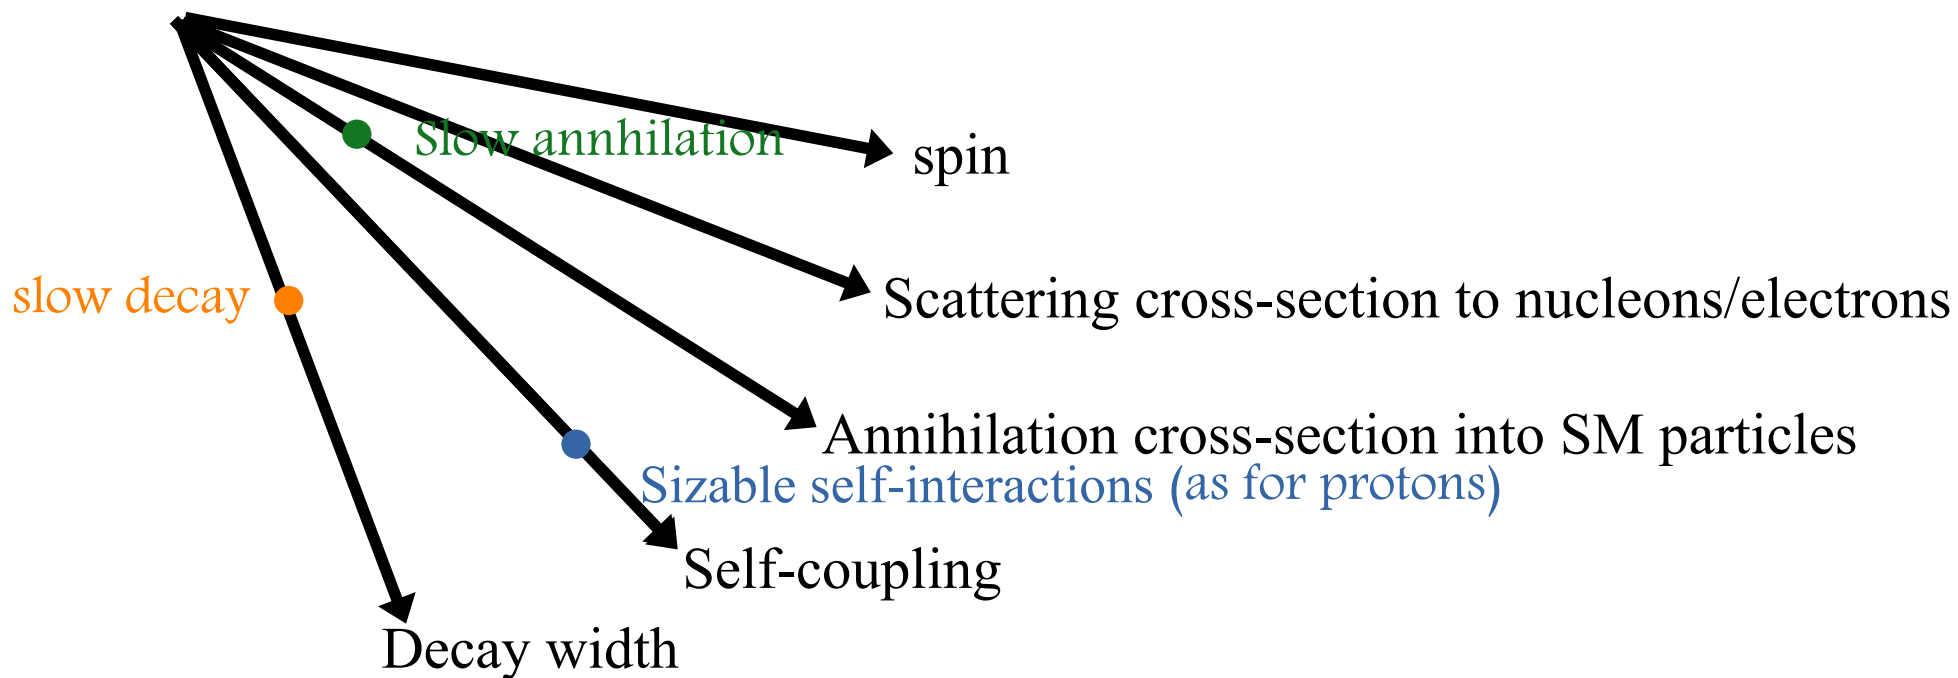 Slow annhilation
spin
slow decay
Scattering cross-section to nucleons/electrons
Annihilation cross-section into SM particles
Sizable self-interactions (as for protons)
Self-coupling
Decay width